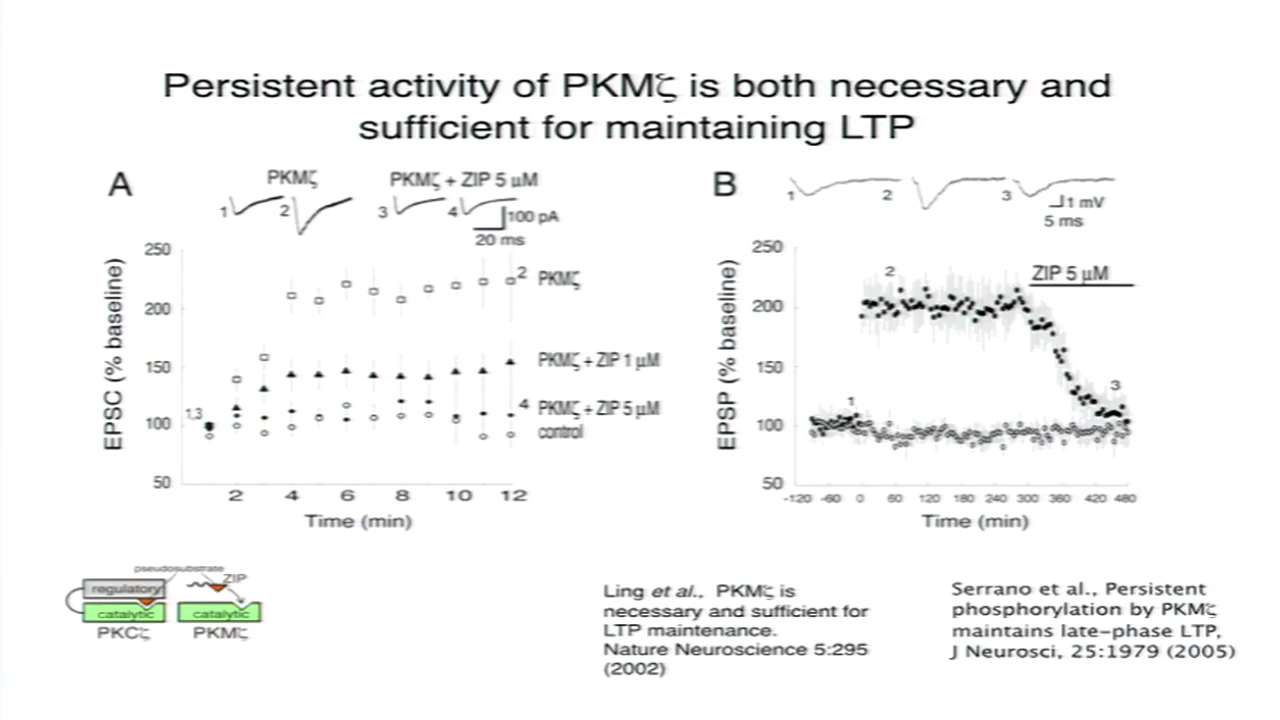 Persistent activity of PKMζ is both necessary and
sufficient for maintaining LTP
A
PKMζ
PKMζ + ZIP 5 µM
1
2
3
4
100 pA
20 ms
250
200
150
100
50
EPSC (% baseline)
1,3
2 PKMζ
PKMζ + ZIP 1 µM
4 PKMζ + ZIP 5 µM
control
2 4 6 8 10 12
Time (min)
B
1
2
3
1 mV
5 ms
250
200
150
100
50
EPSP (% baseline)
2
ZIP 5 µM
1
3
-120 -60 0 60 120 180 240 300 360 420 480
Time (min)
pseudosubstrate
ZIP
regulatory
catalytic
catalytic
PKCζ
PKMζ
Ling et al., PKMζ is
necessary and sufficient for
LTP maintenance.
Nature Neuroscience 5:295
(2002)
Serrano et al., Persistent
phosphorylation by PKMζ
maintains late-phase LTP,
J Neurosci, 25:1979 (2005)